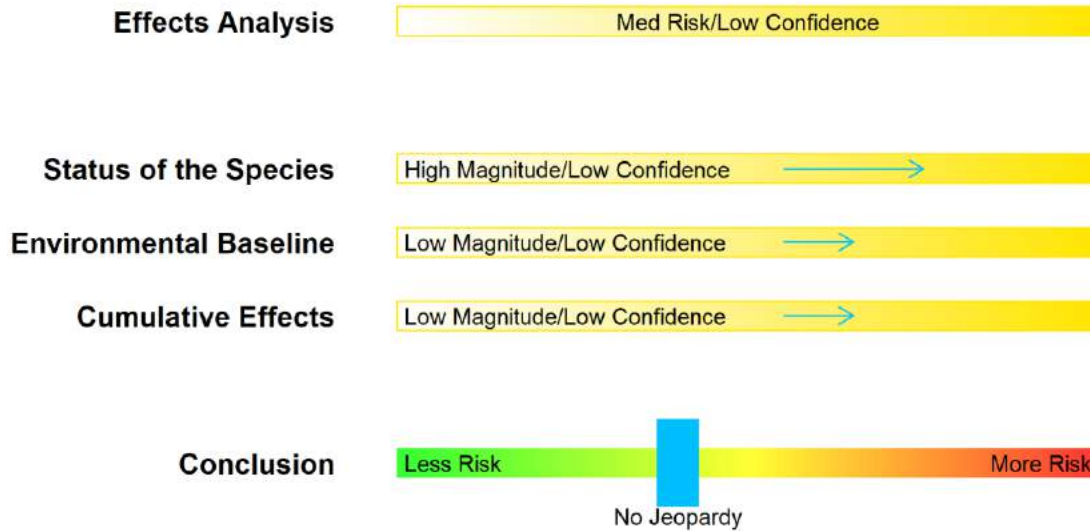 Effects Analysis Med Risk/Low Confidence
Status of the Species High Magnitude/Low Confidence
Environmental Baseline Low Magnitude/Low Confidence
Cumulative Effects Low Magnitude/Low Confidence
Conclusion Less Risk More Risk
No Jeopardy